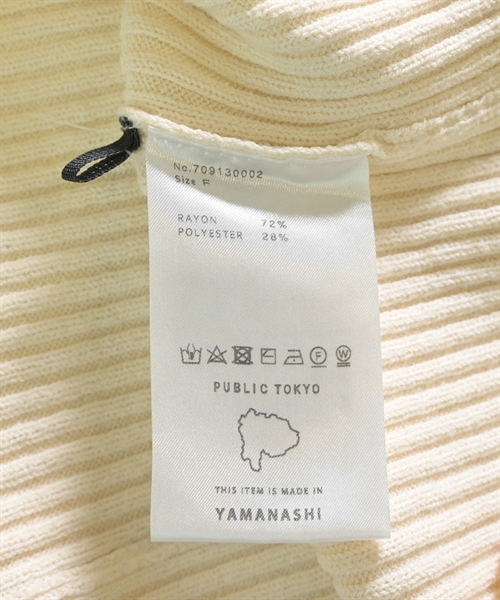 No.709130002
Size F
RAYON 72%
POLYESTER 28%
F W
PUBLIC TOKYO
THIS ITEM IS MADE IN
YAMANASHI